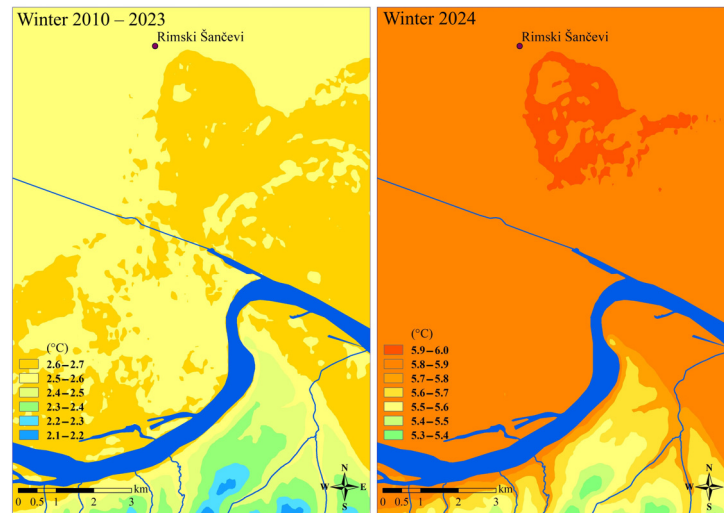 Winter 2010 – 2023
Rimski Šančevi
(°C)
2.6–2.7
2.5–2.6
2.4–2.5
2.3–2.4
2.2–2.3
2.1–2.2
0 0,5 1 2 3
km
N
W E
S
Winter 2024
Rimski Šančevi
(°C)
5.9–6.0
5.8–5.9
5.7–5.8
5.6–5.7
5.5–5.6
5.4–5.5
5.3–5.4
0 0,5 1 2 3
km
N
W E
S